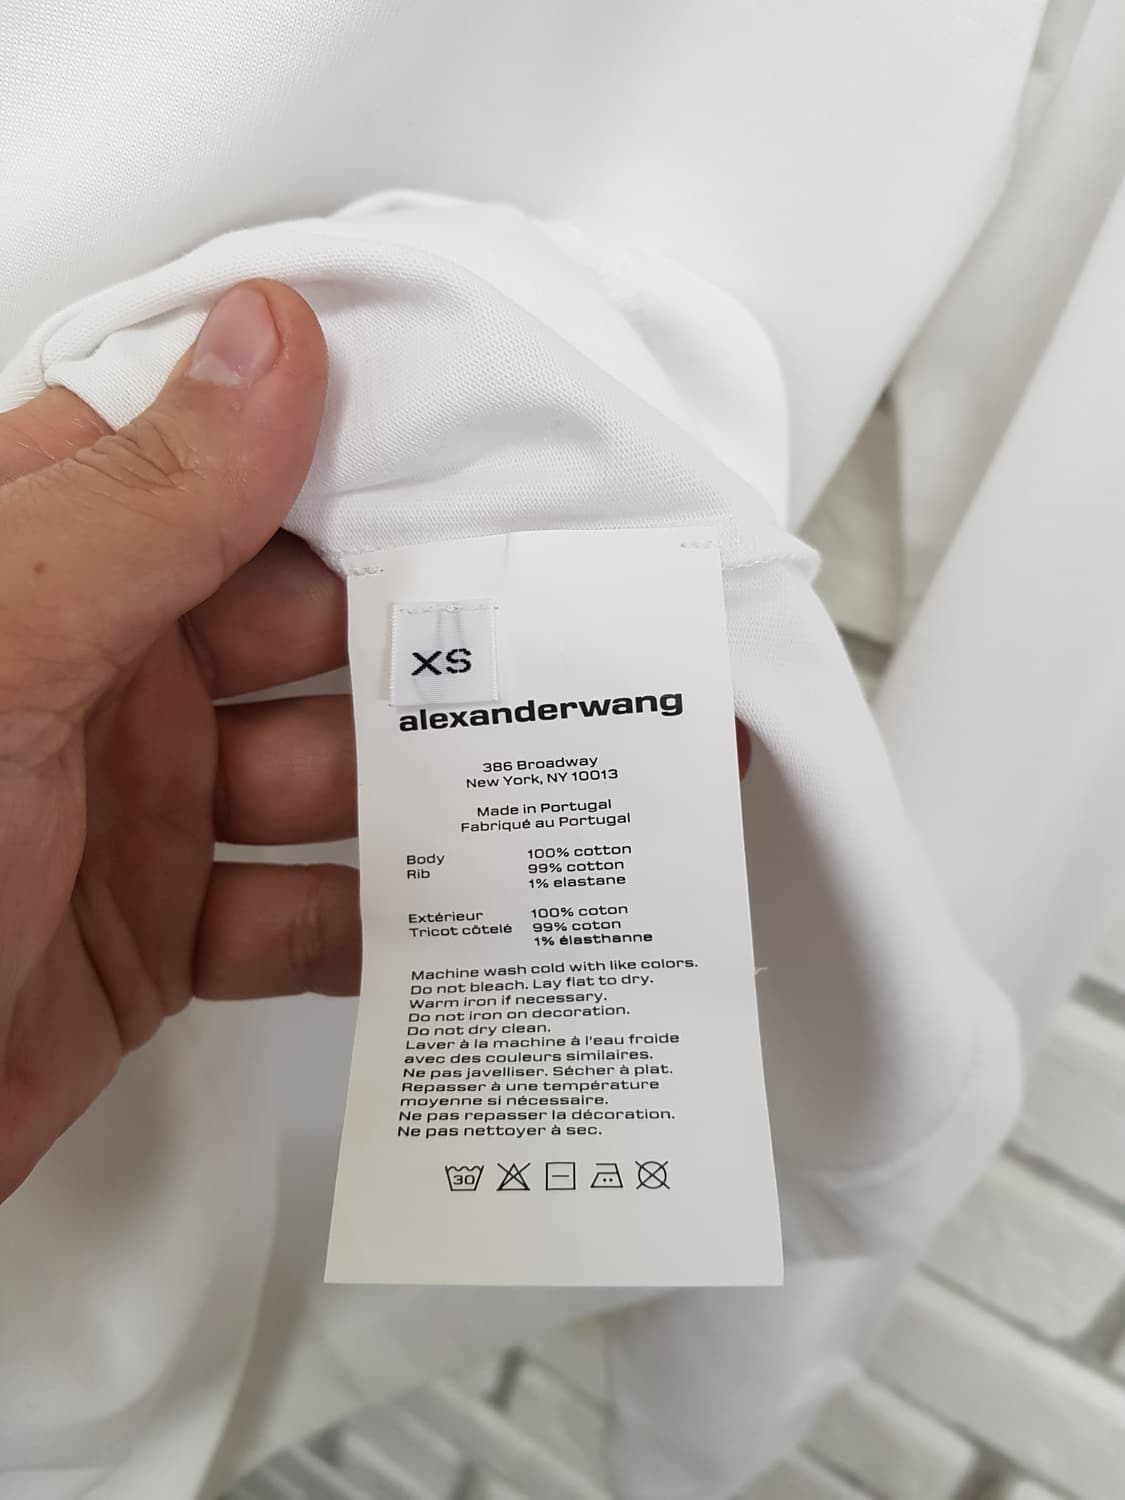 XS
alexanderwang
386 Broadway
New York, NY 10013
Made in Portugal
Fabriqué au Portugal
Body 100% cotton
Rib 99% cotton
1% elastane
Extérieur 100% coton
Tricot côtelé 99% coton
1% élasthanne
Machine wash cold with like colors.
Do not bleach. Lay flat to dry.
Warm iron if necessary.
Do not iron on decoration.
Do not dry clean.
Laver à la machine à l'eau froide
avec des couleurs similaires.
Ne pas javelliser. Sécher à plat.
Repasser à une température
moyenne si nécessaire.
Ne pas repasser la décoration.
Ne pas nettoyer à sec.
30